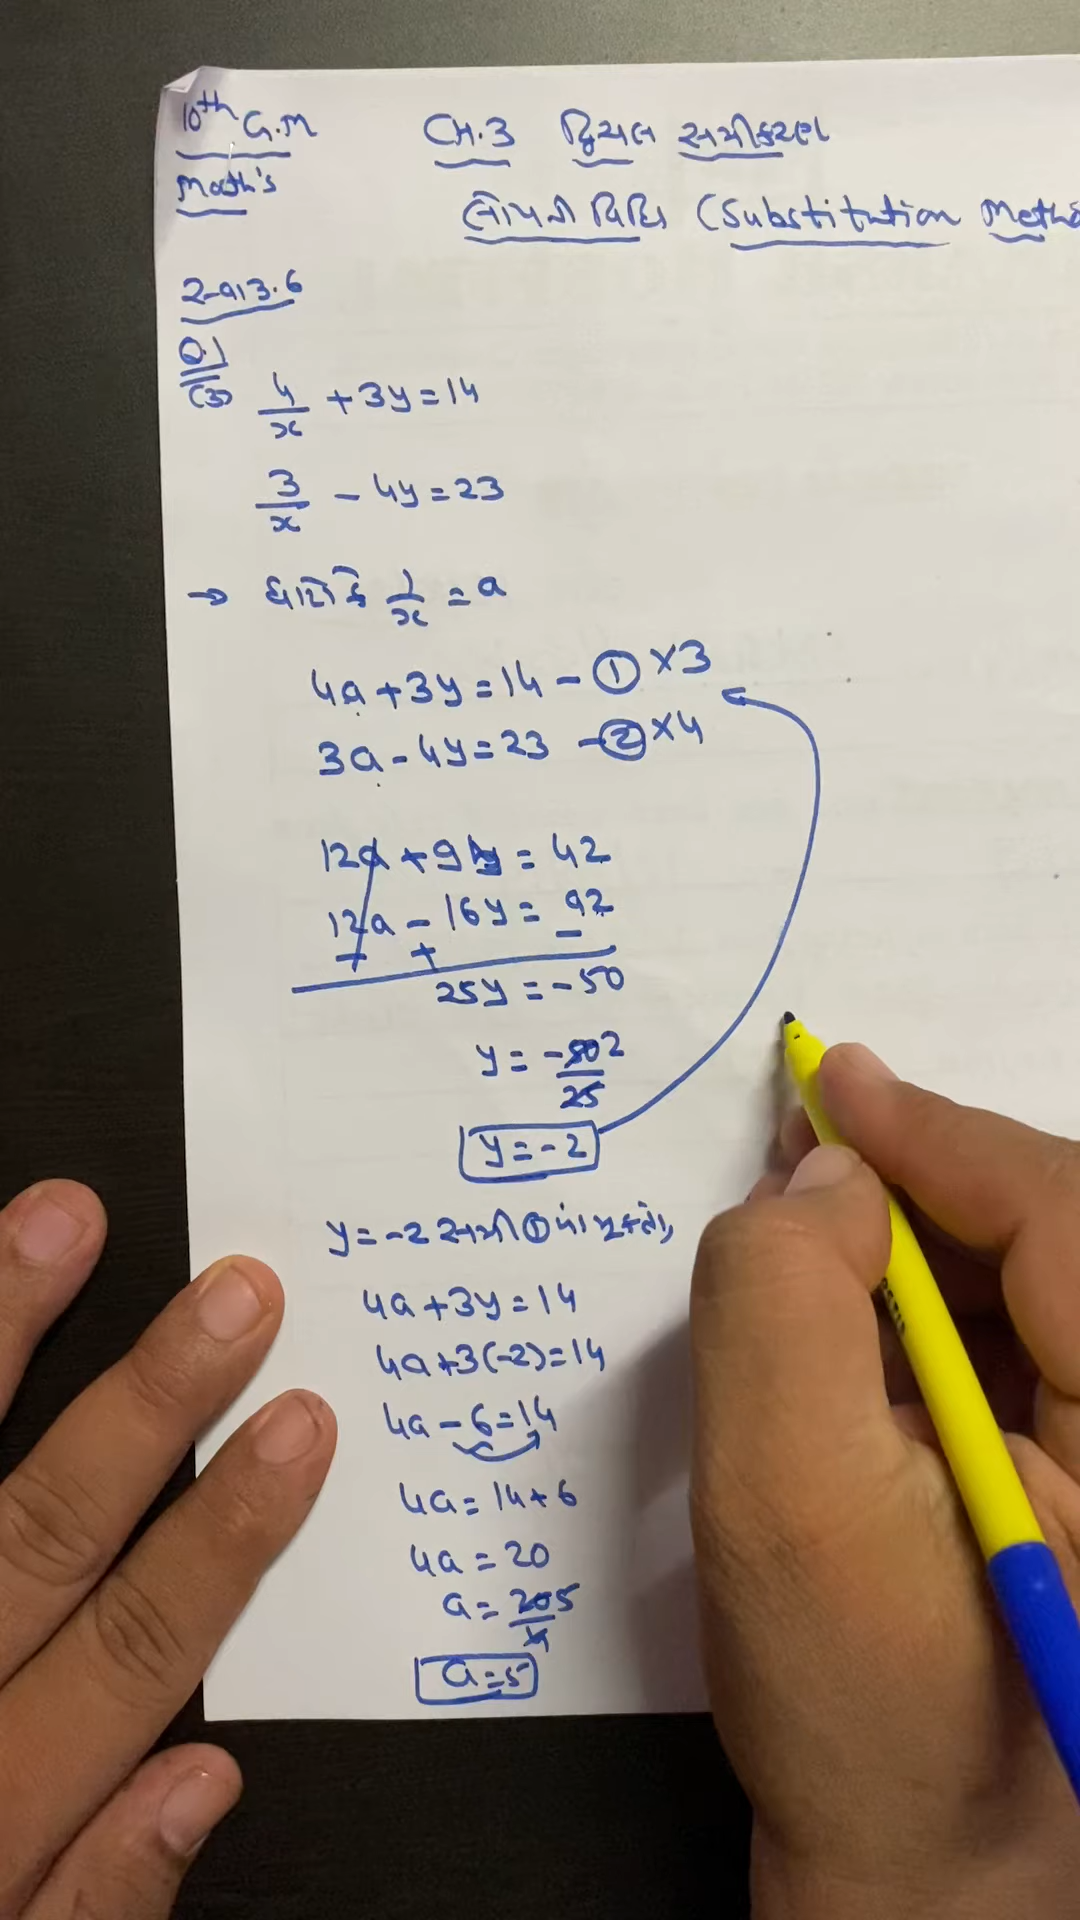 10th G.M
Math's
Ch.3 દ્વિચલ સમીકરણ
લોપની વિધિ (Substitution Metho
સ્વા3.6
Q.1
(3) 4/x + 3y = 14
3/x - 4y = 23
→ ધારો કે 1/x = a
4a + 3y = 14 - ① ×3
3a - 4y = 23 - ② ×4
12a + 9y = 42
12a - 16y = 92
- + -
25y = -50
y = -50/25 2
y = -2
y = -2 સમી ① માં મુકતાં,
4a + 3y = 14
4a + 3(-2) = 14
4a - 6 = 14
4a = 14 + 6
4a = 20
a = 20/4 5
a = 5